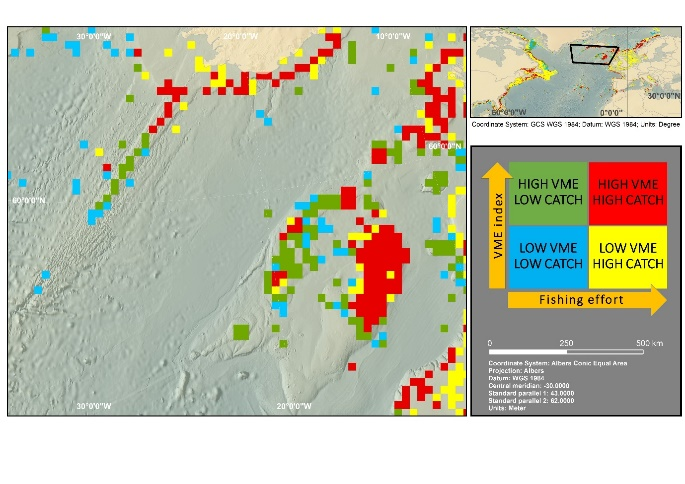 30°0'0"W
20°0'0"W
10°0'0"W
60°0'0"N
60°0'0"N
30°0'0"W
20°0'0"W
30°0'0"N
60°0'0"W
0°0'0"
Coordinate System: GCS WGS 1984; Datum: WGS 1984; Units: Degree
VME index
HIGH VME
LOW CATCH
HIGH VME
HIGH CATCH
LOW VME
LOW CATCH
LOW VME
HIGH CATCH
Fishing effort
0 250 500 km
Coordinate System: Albers Conic Equal Area
Projection: Albers
Datum: WGS 1984
Central meridian: -30.0000
Standard parallel 1: 43.0000
Standard parallel 2: 62.0000
Units: Meter